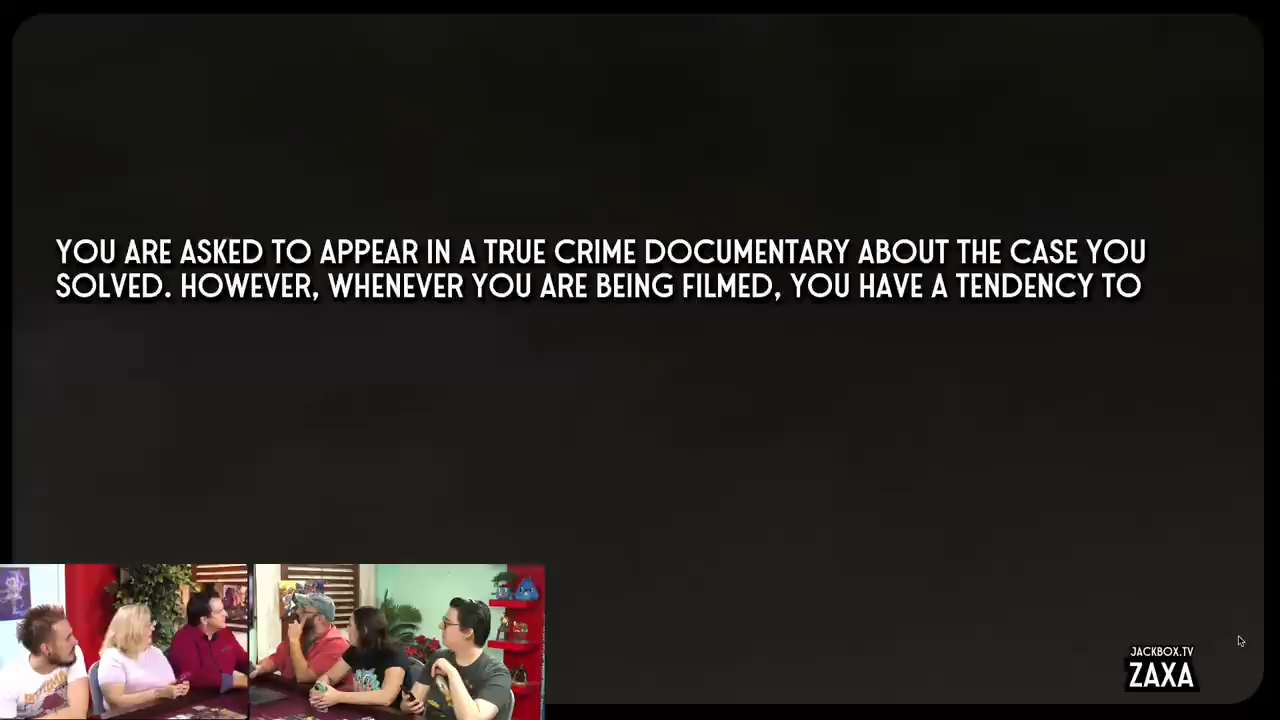 YOU ARE ASKED TO APPEAR IN A TRUE CRIME DOCUMENTARY ABOUT THE CASE YOU
SOLVED. HOWEVER, WHENEVER YOU ARE BEING FILMED, YOU HAVE A TENDENCY TO
JACKBOX.TV
ZAXA